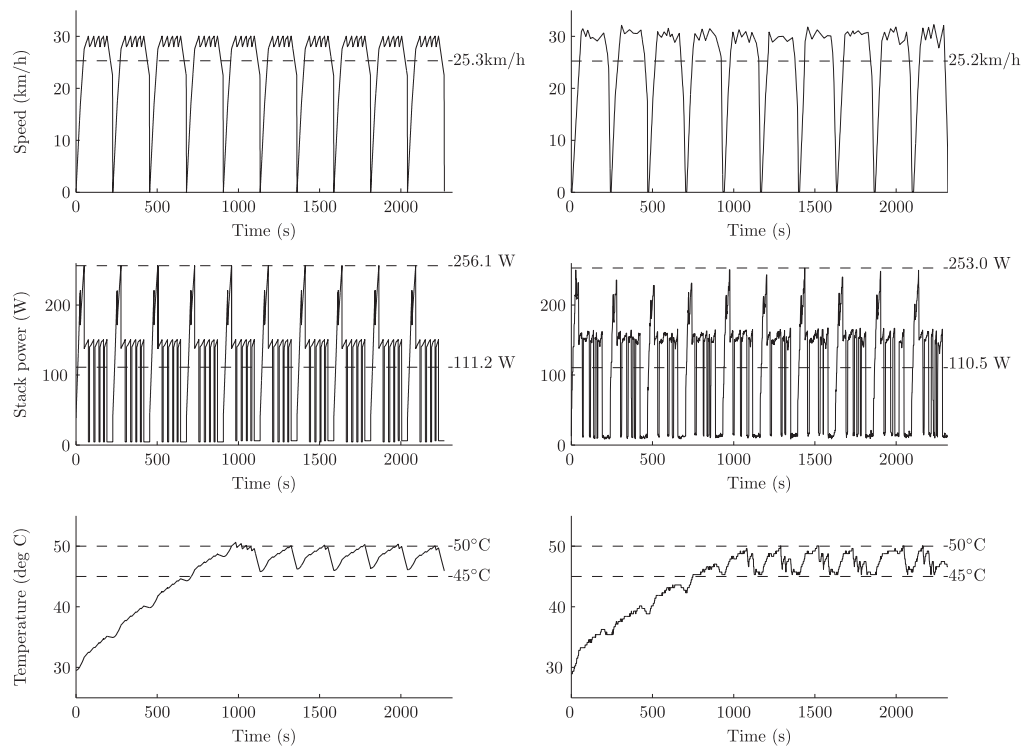 Speed (km/h)
30
20
10
0
25.3km/h
0 500 1000 1500 2000
Time (s)
30
20
10
0
25.2km/h
0 500 1000 1500 2000
Time (s)
Stack power (W)
200
100
0
256.1 W
111.2 W
0 500 1000 1500 2000
Time (s)
200
100
0
253.0 W
110.5 W
0 500 1000 1500 2000
Time (s)
Temperature (deg C)
50
40
30
50°C
45°C
0 500 1000 1500 2000
Time (s)
50
40
30
50°C
45°C
0 500 1000 1500 2000
Time (s)